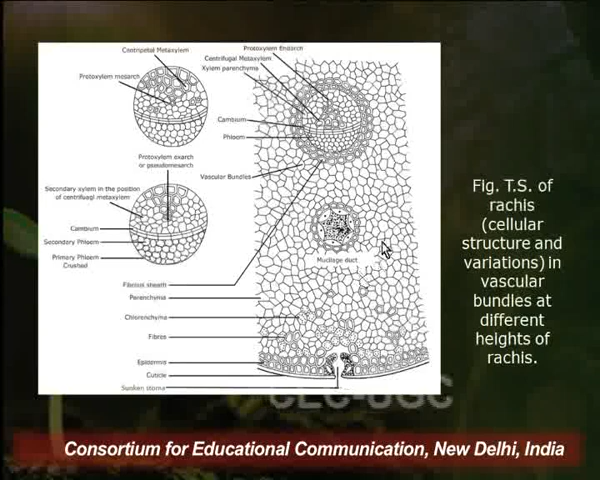 Centripetal Metaxylem
Protoxylem mesarch
Protoxylem Endarch
Centrifugal Metaxylem
Xylem parenchyma
Cambium
Phloem
Vascular Bundles
Protoxylem exarch
or pseudomesarch
Secondary xylem in the position
of centrifuagl metaxylem
Cambium
Secondary Phloem
Primary Phloem
Crushed
Mucilage duct
Fibrous sheath
Parenchyma
Chlorenchyma
Fibres
Epidermis
Cuticle
Sunken stoma
Fig. T.S. of
rachis
(cellular
structure and
variations) in
vascular
bundles at
different
heights of
rachis.
CEC-UGC
Consortium for Educational Communication, New Delhi, India